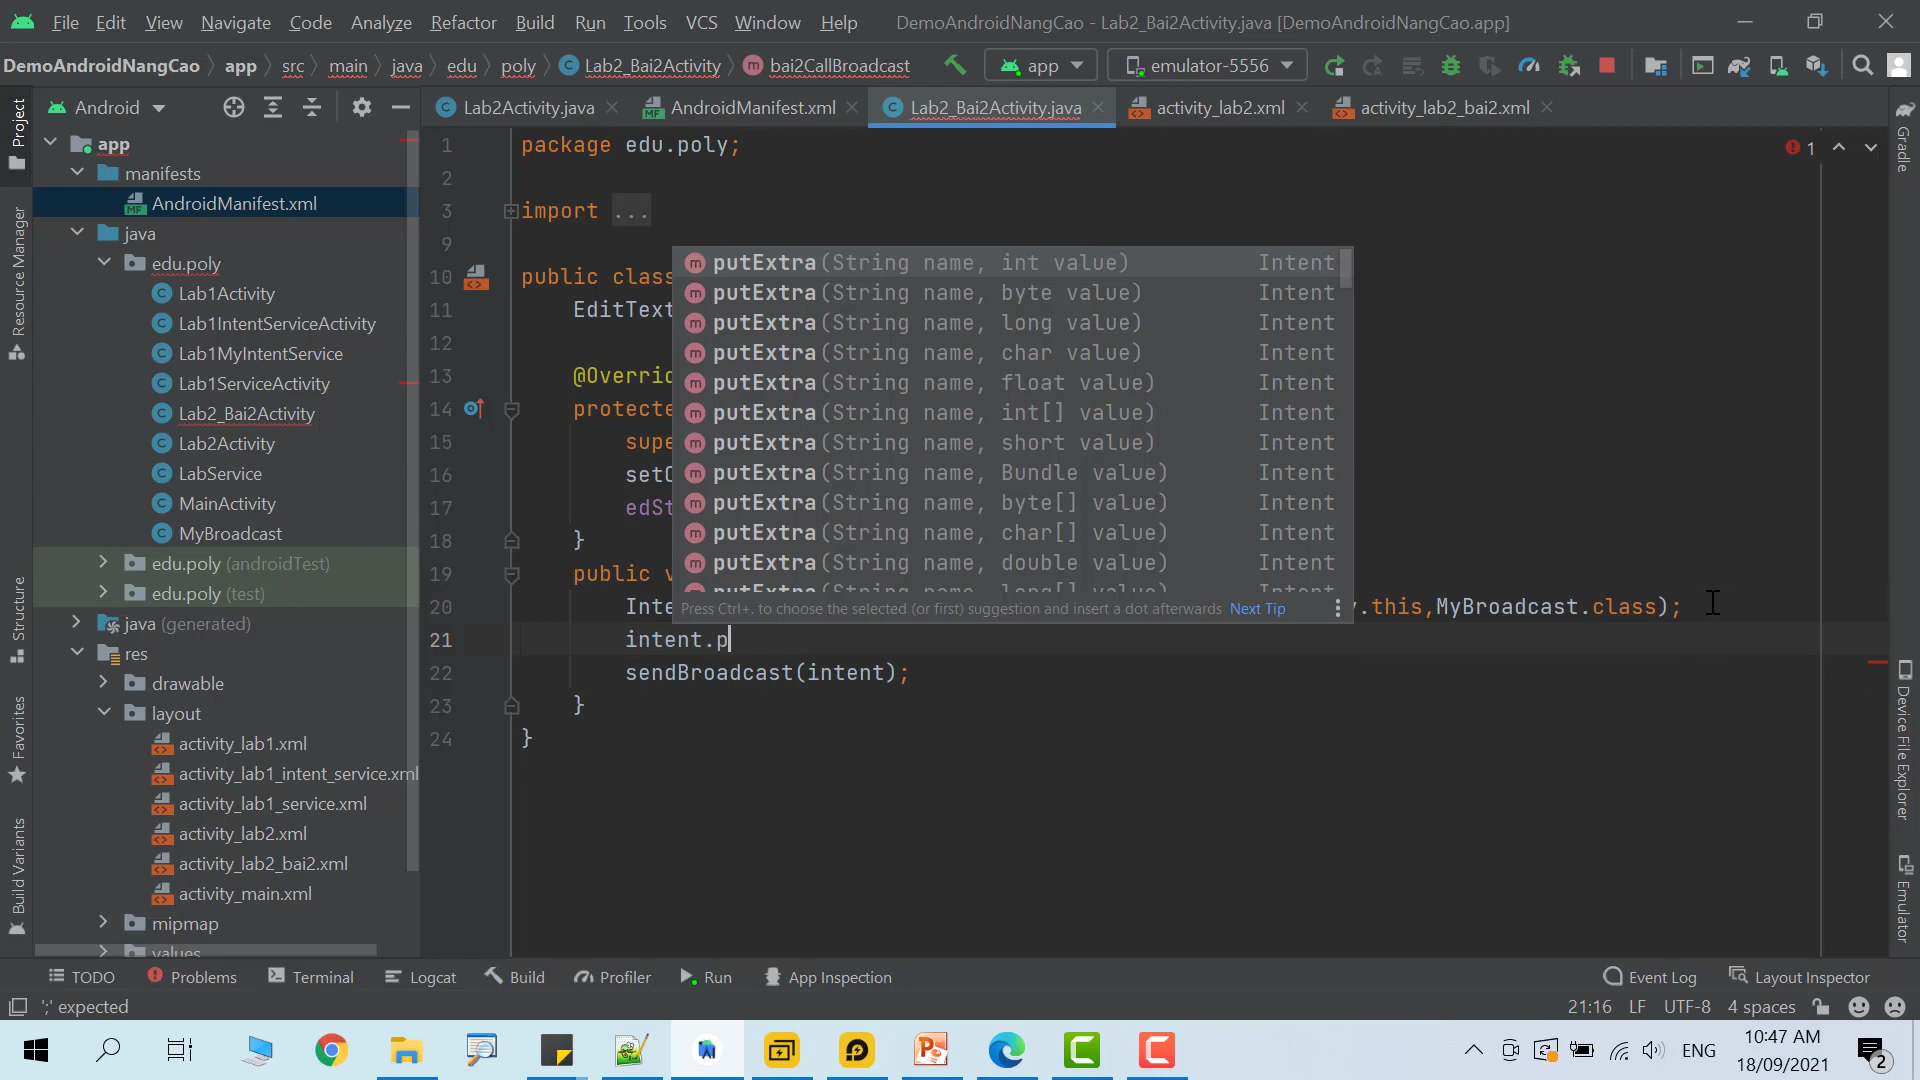 File Edit View Navigate Code Analyze Refactor Build Run Tools VCS Window Help DemoAndroidNangCao - Lab2_Bai2Activity.java [DemoAndroidNangCao.app]
DemoAndroidNangCao app src main java edu poly Lab2_Bai2Activity bai2CallBroadcast app emulator-5556
Android Lab2Activity.java AndroidManifest.xml Lab2_Bai2Activity.java activity_lab2.xml activity_lab2_bai2.xml
Project
Resource Manager
Structure
Favorites
Build Variants
app
manifests
AndroidManifest.xml
java
edu.poly
Lab1Activity
Lab1IntentServiceActivity
Lab1MyIntentService
Lab1ServiceActivity
Lab2_Bai2Activity
Lab2Activity
LabService
MainActivity
MyBroadcast
edu.poly (androidTest)
edu.poly (test)
java (generated)
res
drawable
layout
activity_lab1.xml
activity_lab1_intent_service.xml
activity_lab1_service.xml
activity_lab2.xml
activity_lab2_bai2.xml
activity_main.xml
mipmap
values
1 package edu.poly; 1
2
3 import ...
9
10 public class
11 EditText
12
13 @Overrid
14 protecte
15 supe
16 setC
17 edSt
18 }
19 public v
20 Inte .this,MyBroadcast.class);
21 intent.p
22 sendBroadcast(intent);
23 }
24 }
putExtra(String name, int value) Intent
putExtra(String name, byte value) Intent
putExtra(String name, long value) Intent
putExtra(String name, char value) Intent
putExtra(String name, float value) Intent
putExtra(String name, int[] value) Intent
putExtra(String name, short value) Intent
putExtra(String name, Bundle value) Intent
putExtra(String name, byte[] value) Intent
putExtra(String name, char[] value) Intent
putExtra(String name, double value) Intent
putExtra(String name, long[] value) Intent
Press Ctrl+. to choose the selected (or first) suggestion and insert a dot afterwards Next Tip
Gradle
Device File Explorer
Emulator
TODO Problems Terminal Logcat Build Profiler Run App Inspection Event Log Layout Inspector
';' expected 21:16 LF UTF-8 4 spaces
ENG 10:47 AM
18/09/2021 2